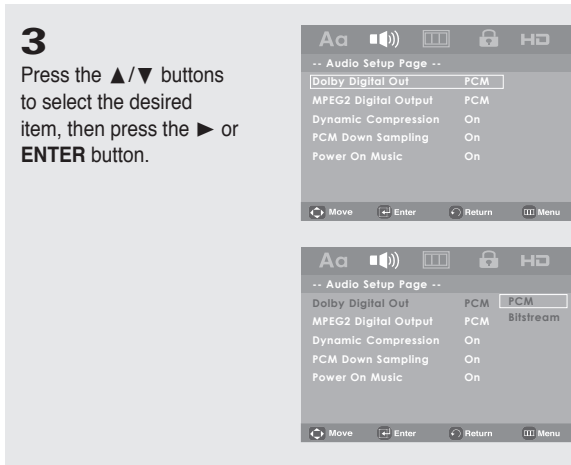 3
Press the ▲/▼ buttons
to select the desired
item, then press the ► or
ENTER button.
Aa HD
-- Audio Setup Page --
Dolby Digital Out PCM
MPEG2 Digital Output PCM
Dynamic Compression On
PCM Down Sampling On
Power On Music On
Move Enter Return Menu
Aa HD
-- Audio Setup Page --
Dolby Digital Out PCM PCM
MPEG2 Digital Output PCM Bitstream
Dynamic Compression On
PCM Down Sampling On
Power On Music On
Move Enter Return Menu